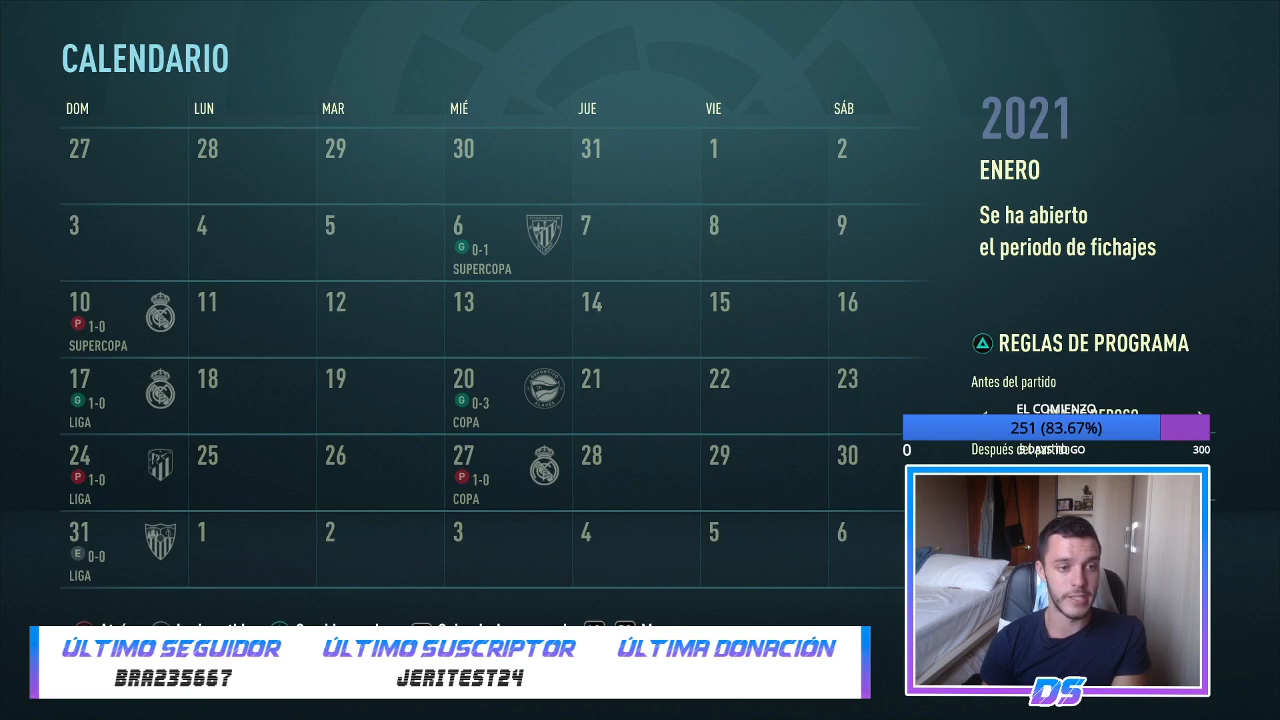 CALENDARIO
DOM LUN MAR MIÉ JUE VIE SÁB
27 28 29 30 31 1 2
3 4 5 6 7 8 9
G 0-1
SUPERCOPA
10 11 12 13 14 15 16
P 1-0
SUPERCOPA
17 18 19 20 21 22 23
G 1-0 G 0-3
LIGA COPA
24 25 26 27 28 29 30
P 1-0 P 1-0
LIGA COPA
31 1 2 3 4 5 6
E 0-0
LIGA
2021
ENERO
Se ha abierto
el periodo de fichajes
REGLAS DE PROGRAMA
Antes del partido
EL COMIENZO
251 (83.67%)
0 300
Después del partido
ÚLTIMO SEGUIDOR ÚLTIMO SUSCRIPTOR ÚLTIMA DONACIÓN
BRA235667 JERITEST24
DS